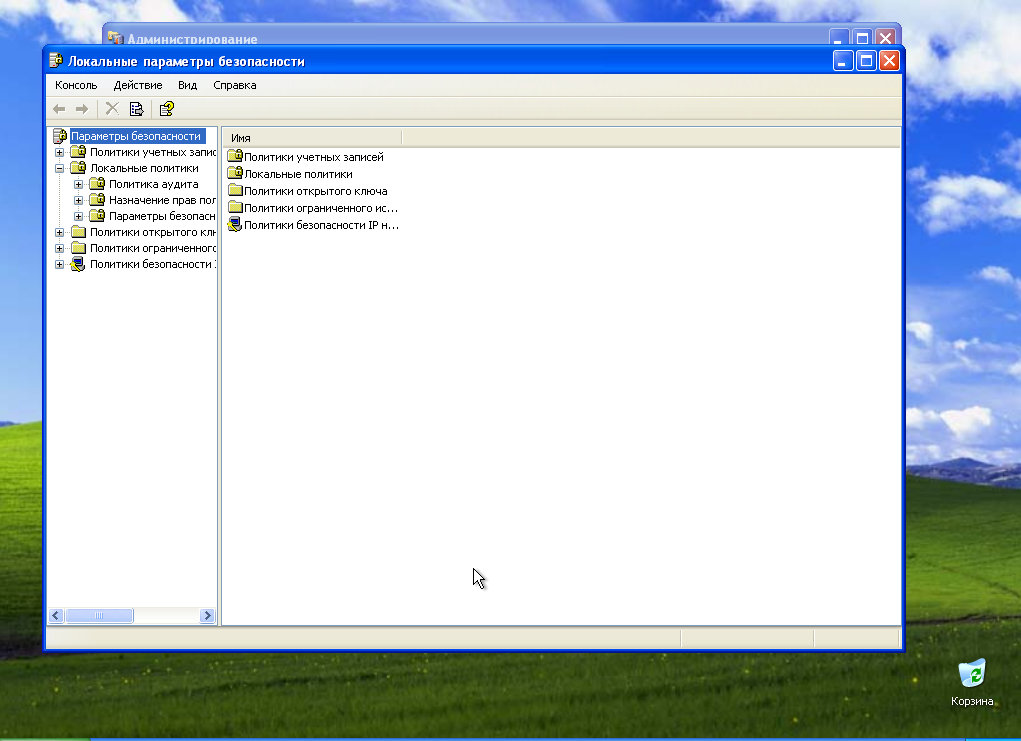 Администрирование
Локальные параметры безопасности
Консоль Действие Вид Справка
Параметры безопасности
Политики учетных запис
Локальные политики
Политика аудита
Назначение прав пол
Параметры безопасн
Политики открытого клю
Политики ограниченного
Политики безопасности
Имя
Политики учетных записей
Локальные политики
Политики открытого ключа
Политики ограниченного ис...
Политики безопасности IP н...
Корзина